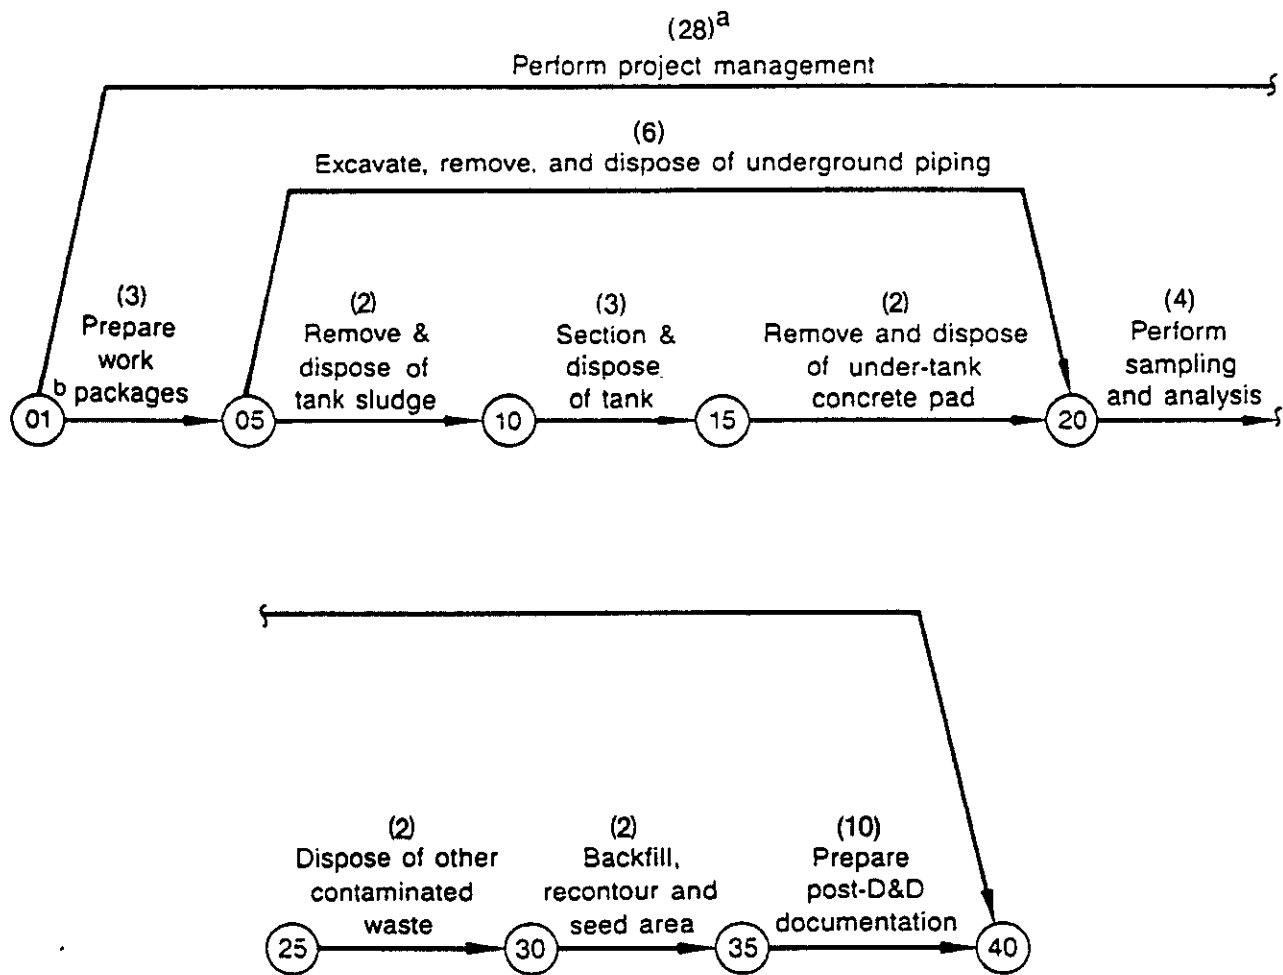 (28)a
Perform project management
(6)
Excavate, remove, and dispose of underground piping
(3)
Prepare
work
b packages
(2)
Remove &
dispose of
tank sludge
(3)
Section &
dispose
of tank
(2)
Remove and dispose
of under-tank
concrete pad
(4)
Perform
sampling
and analysis
01
05
10
15
20
(2)
Dispose of other
contaminated
waste
(2)
Backfill,
recontour and
seed area
(10)
Prepare
post-D&D
documentation
25
30
35
40